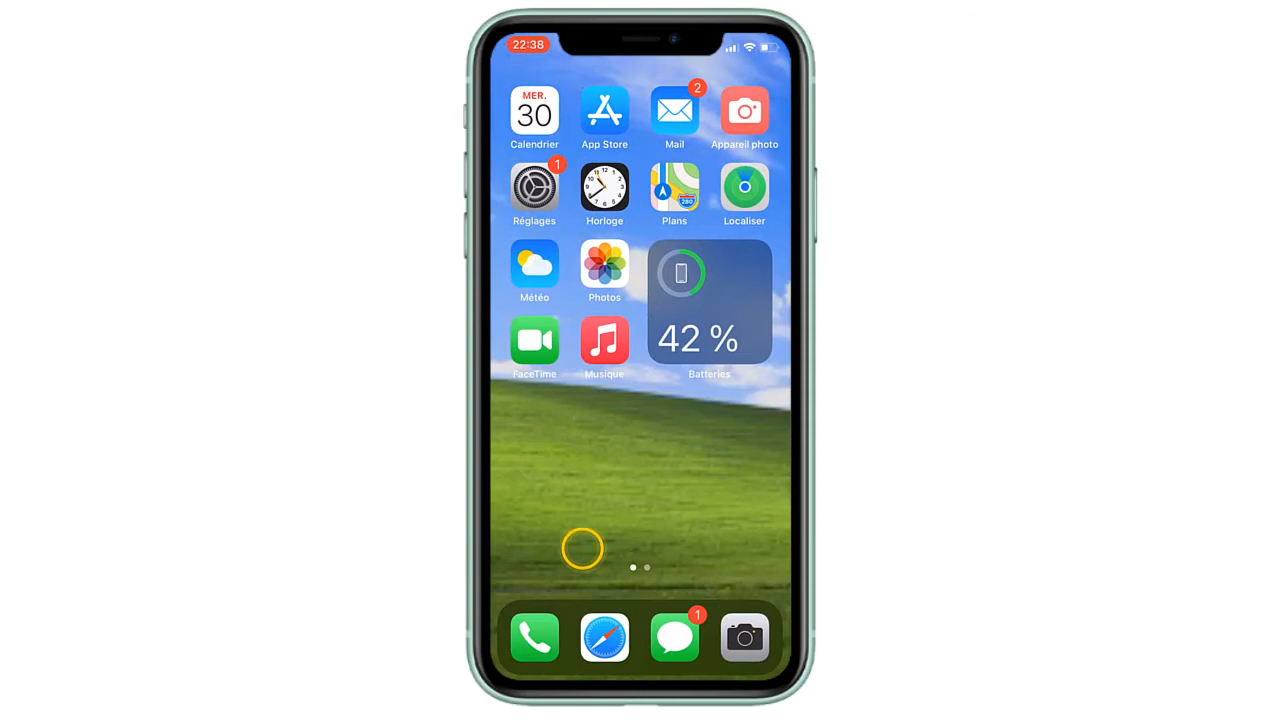 22:38
MER.
30
2
Calendrier
App Store
Mail
Appareil photo
1
12
280
Réglages
Horloge
Plans
Localiser
Météo
Photos
42 %
FaceTime
Musique
Batteries
1